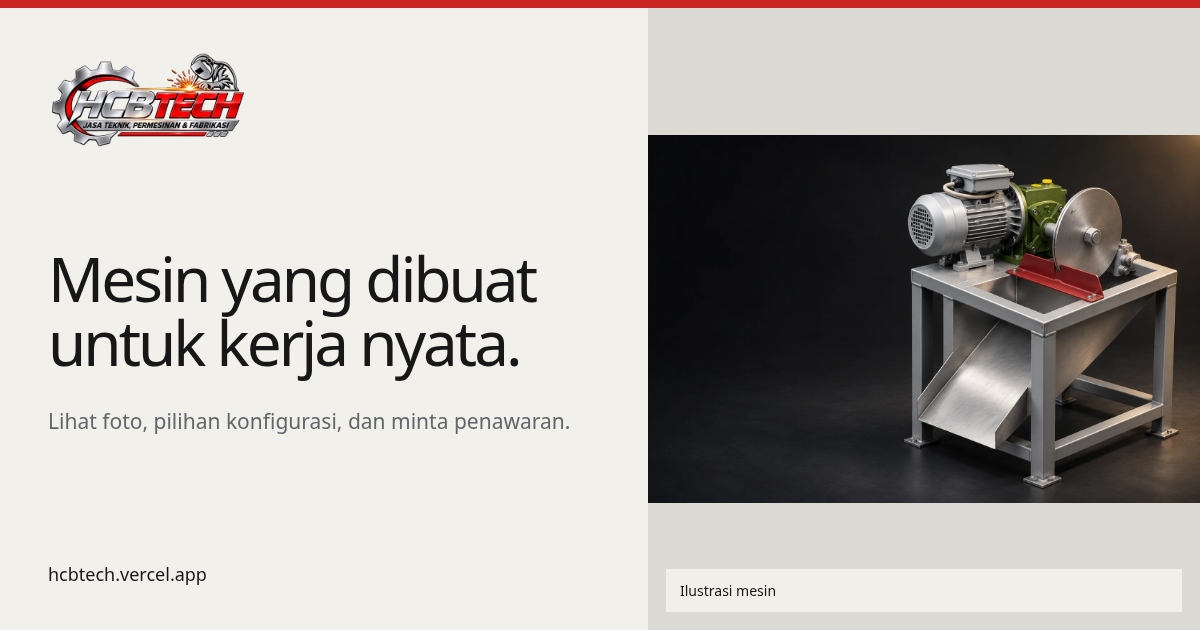 HCBTECH
JASA TEKNIK, PERMESINAN & FABRIKASI
Mesin yang dibuat
untuk kerja nyata.
Lihat foto, pilihan konfigurasi, dan minta penawaran.
hcbtech.vercel.app
Ilustrasi mesin